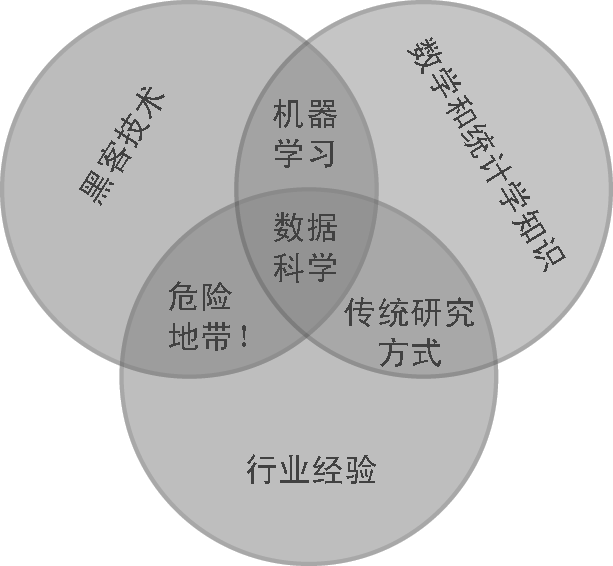 黑客技术
数学和统计学知识
机器
学习
数据
科学
危险
地带！
传统研究
方式
行业经验